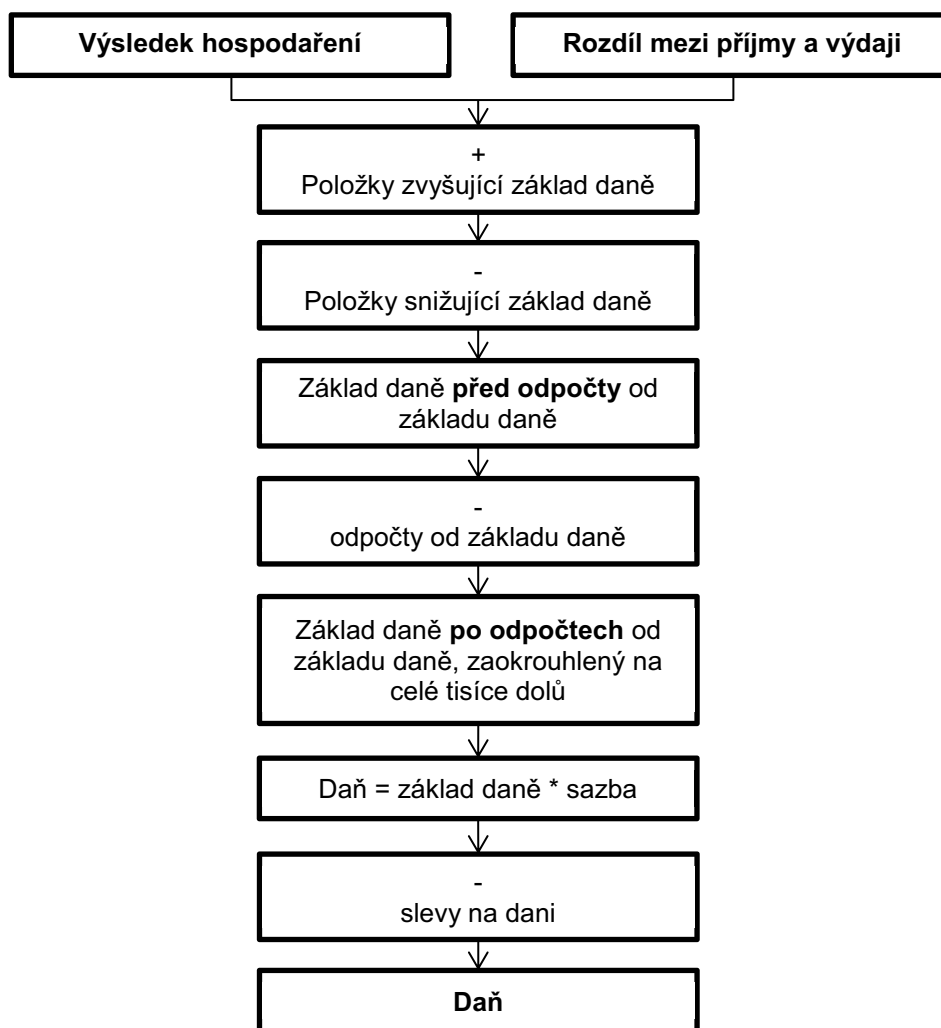 Výsledek hospodaření
Rozdíl mezi příjmy a výdaji
+
Položky zvyšující základ daně
-
Položky snižující základ daně
Základ daně před odpočty od
základu daně
-
odpočty od základu daně
Základ daně po odpočtech od
základu daně, zaokrouhlený na
celé tisíce dolů
Daň = základ daně * sazba
-
slevy na dani
Daň